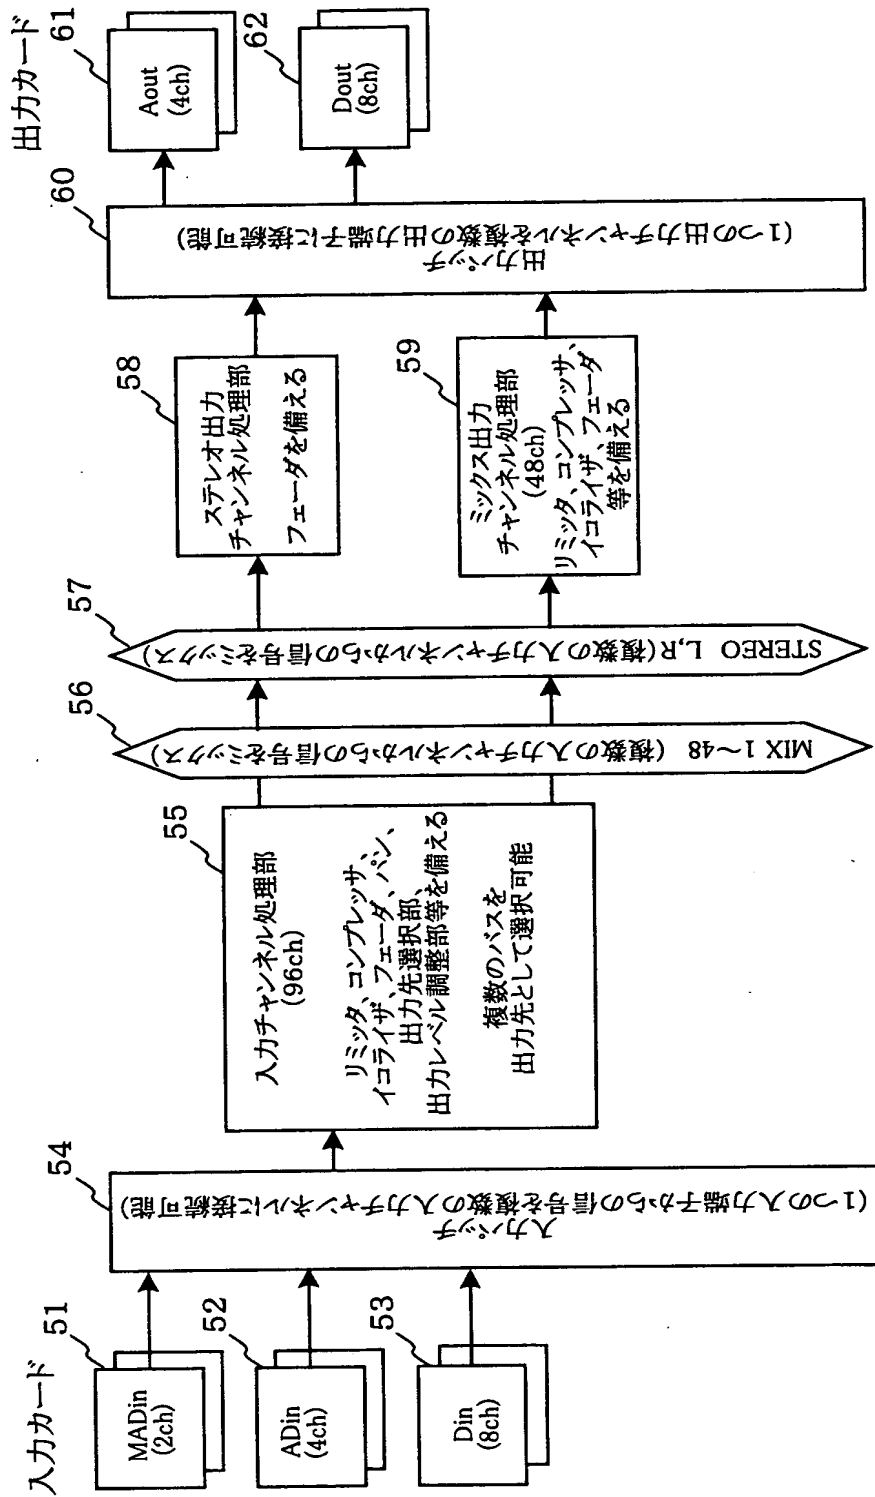 入力カード
51
MADin
(2ch)
52
ADin
(4ch)
53
Din
(8ch)
54
入力パッチ
(1つの入力端子からの信号を複数の入力チャンネルに接続可能)
55
入力チャンネル処理部
(96ch)
リミッタ、コンプレッサ、
イコライザ、フェーダ、パン、
出力先選択部、
出力レベル調整部等を備える
複数のバスを
出力先として選択可能
56
MIX 1～48 (複数の入力チャンネルからの信号をミックス)
57
STEREO L,R(複数の入力チャンネルからの信号をミックス)
58
ステレオ出力
チャンネル処理部
フェーダを備える
59
ミックス出力
チャンネル処理部
(48ch)
リミッタ、コンプレッサ、
イコライザ、フェーダ
等を備える
60
出力パッチ
(1つの出力チャンネルを複数の出力端子に接続可能)
出力カード
61
Aout
(4ch)
62
Dout
(8ch)